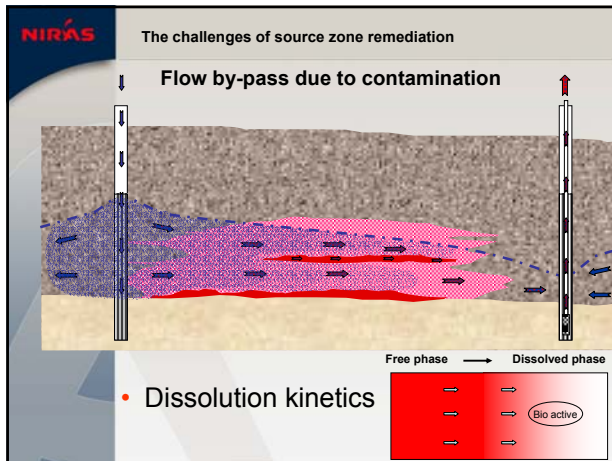 NIRAS
The challenges of source zone remediation
Flow by-pass due to contamination
Free phase Dissolved phase
• Dissolution kinetics
Bio active